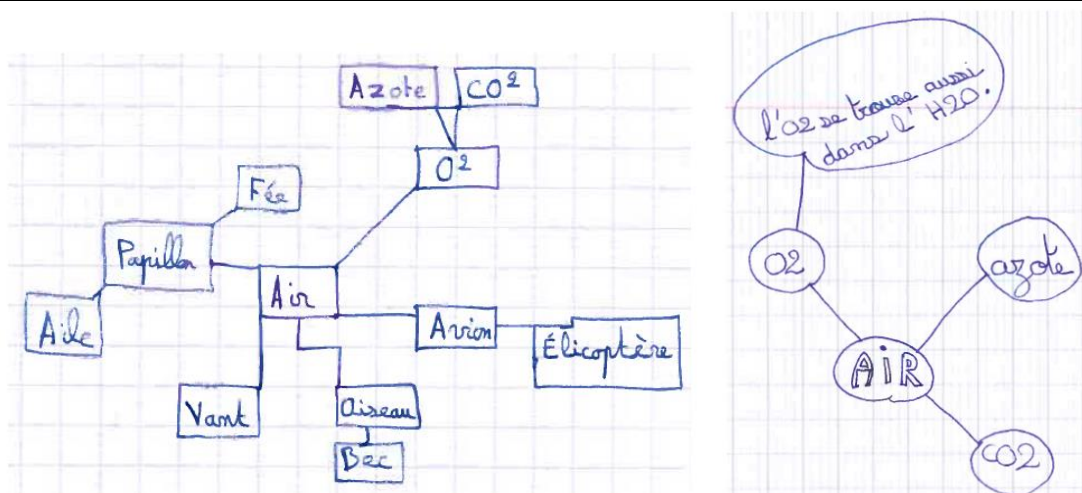 Azote
CO²
O²
Fée
Papillon
Air
Aile
Avion
Élicoptère
Vant
Oiseau
Bec
l'O2 se trouve aussi
dans l'H2O.
O2
azote
AiR
CO2